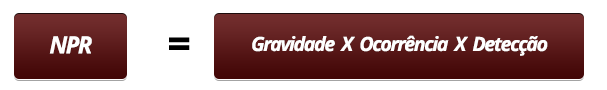 NPR = Gravidade X Ocorrência X Detecção